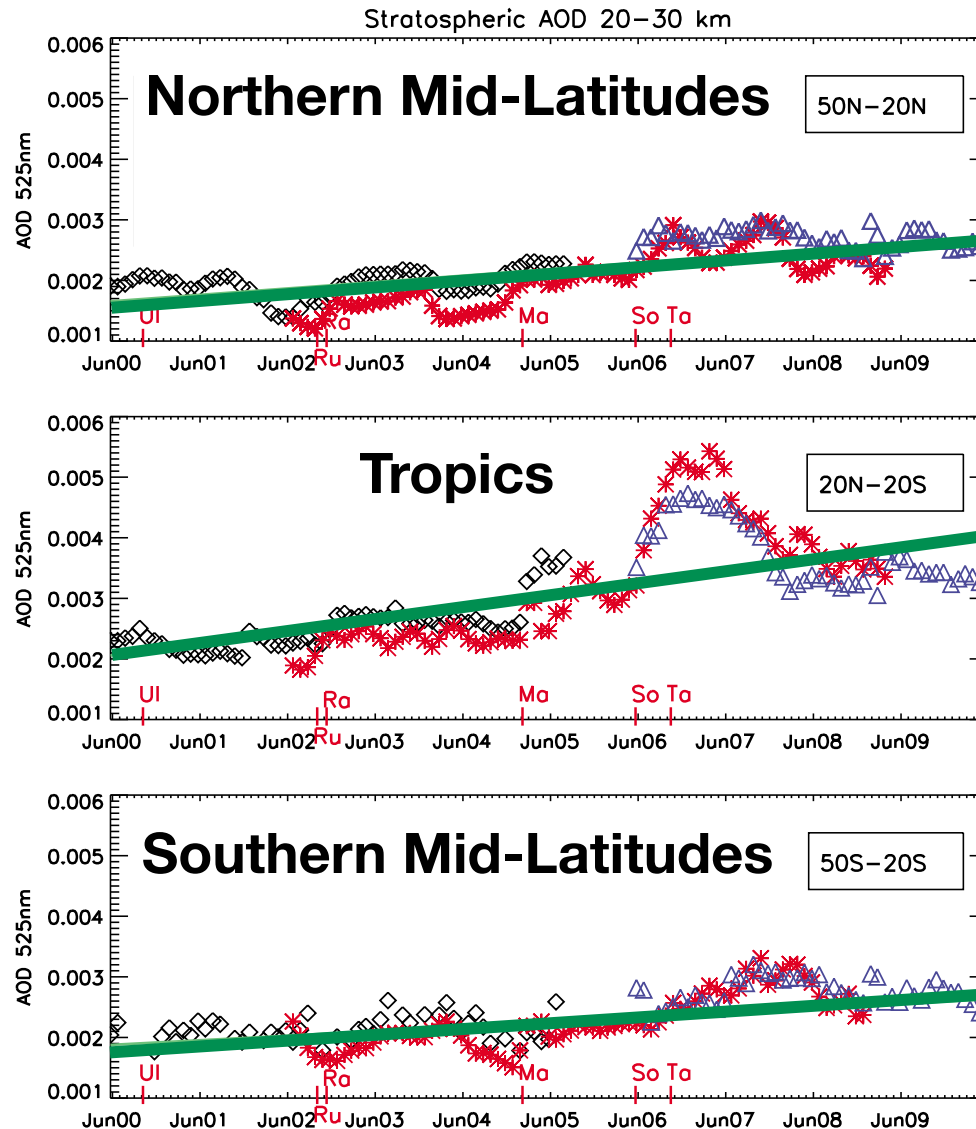 Stratospheric AOD 20-30 km
0.006
0.005
0.004
0.003
0.002
0.001
AOD 525nm
Northern Mid-Latitudes
50N-20N
Ul Ra Ma So Ta
Ru
Jun00 Jun01 Jun02 Jun03 Jun04 Jun05 Jun06 Jun07 Jun08 Jun09
0.006
0.005
0.004
0.003
0.002
0.001
AOD 525nm
Tropics
20N-20S
Ul Ra Ma So Ta
Ru
Jun00 Jun01 Jun02 Jun03 Jun04 Jun05 Jun06 Jun07 Jun08 Jun09
0.006
0.005
0.004
0.003
0.002
0.001
AOD 525nm
Southern Mid-Latitudes
50S-20S
Ul Ra Ma So Ta
Ru
Jun00 Jun01 Jun02 Jun03 Jun04 Jun05 Jun06 Jun07 Jun08 Jun09